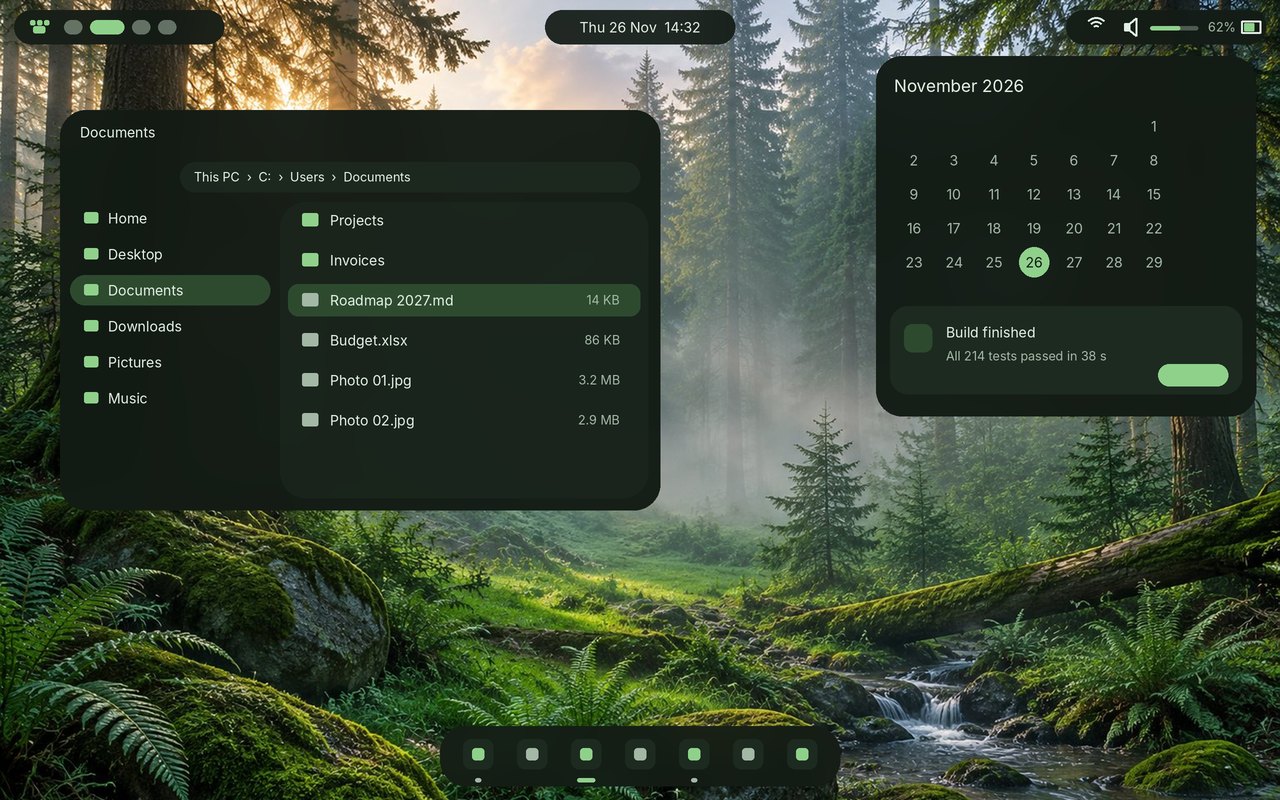 Thu 26 Nov 14:32
62%
Documents
This PC › C: › Users › Documents
Home
Desktop
Documents
Downloads
Pictures
Music
Projects
Invoices
Roadmap 2027.md 14 KB
Budget.xlsx 86 KB
Photo 01.jpg 3.2 MB
Photo 02.jpg 2.9 MB
November 2026
1
2 3 4 5 6 7 8
9 10 11 12 13 14 15
16 17 18 19 20 21 22
23 24 25 26 27 28 29
Build finished
All 214 tests passed in 38 s